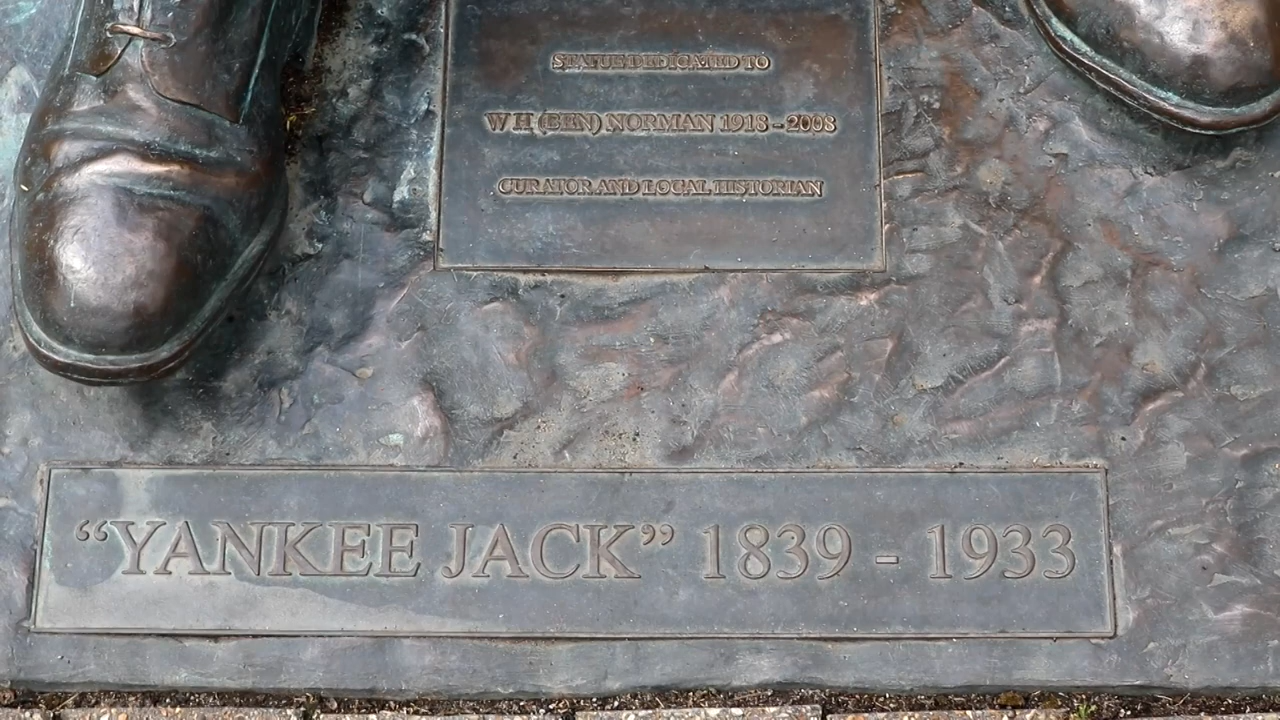 STATUE DEDICATED TO
W H (BEN) NORMAN 1918 - 2008
CURATOR AND LOCAL HISTORIAN
“YANKEE JACK” 1839 - 1933